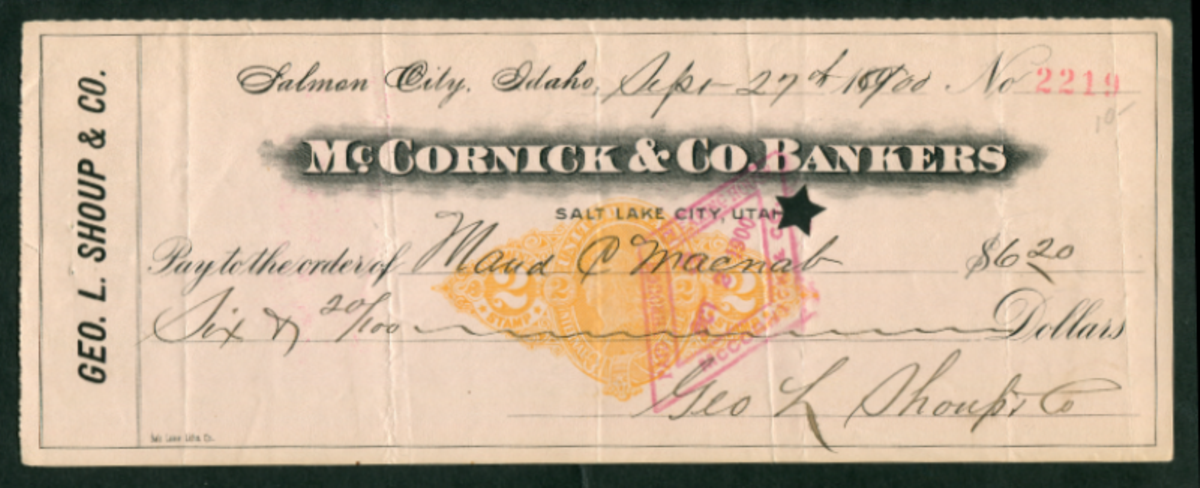 GEO. L. SHOUP & CO.
Salmon City, Idaho, Sept 27th 1900 No 2219
McCORNICK & CO. BANKERS
SALT LAKE CITY, UTAH
Pay to the order of Maud C Macnab $6 20
Six & 20/100 Dollars
Geo L Shoup & Co